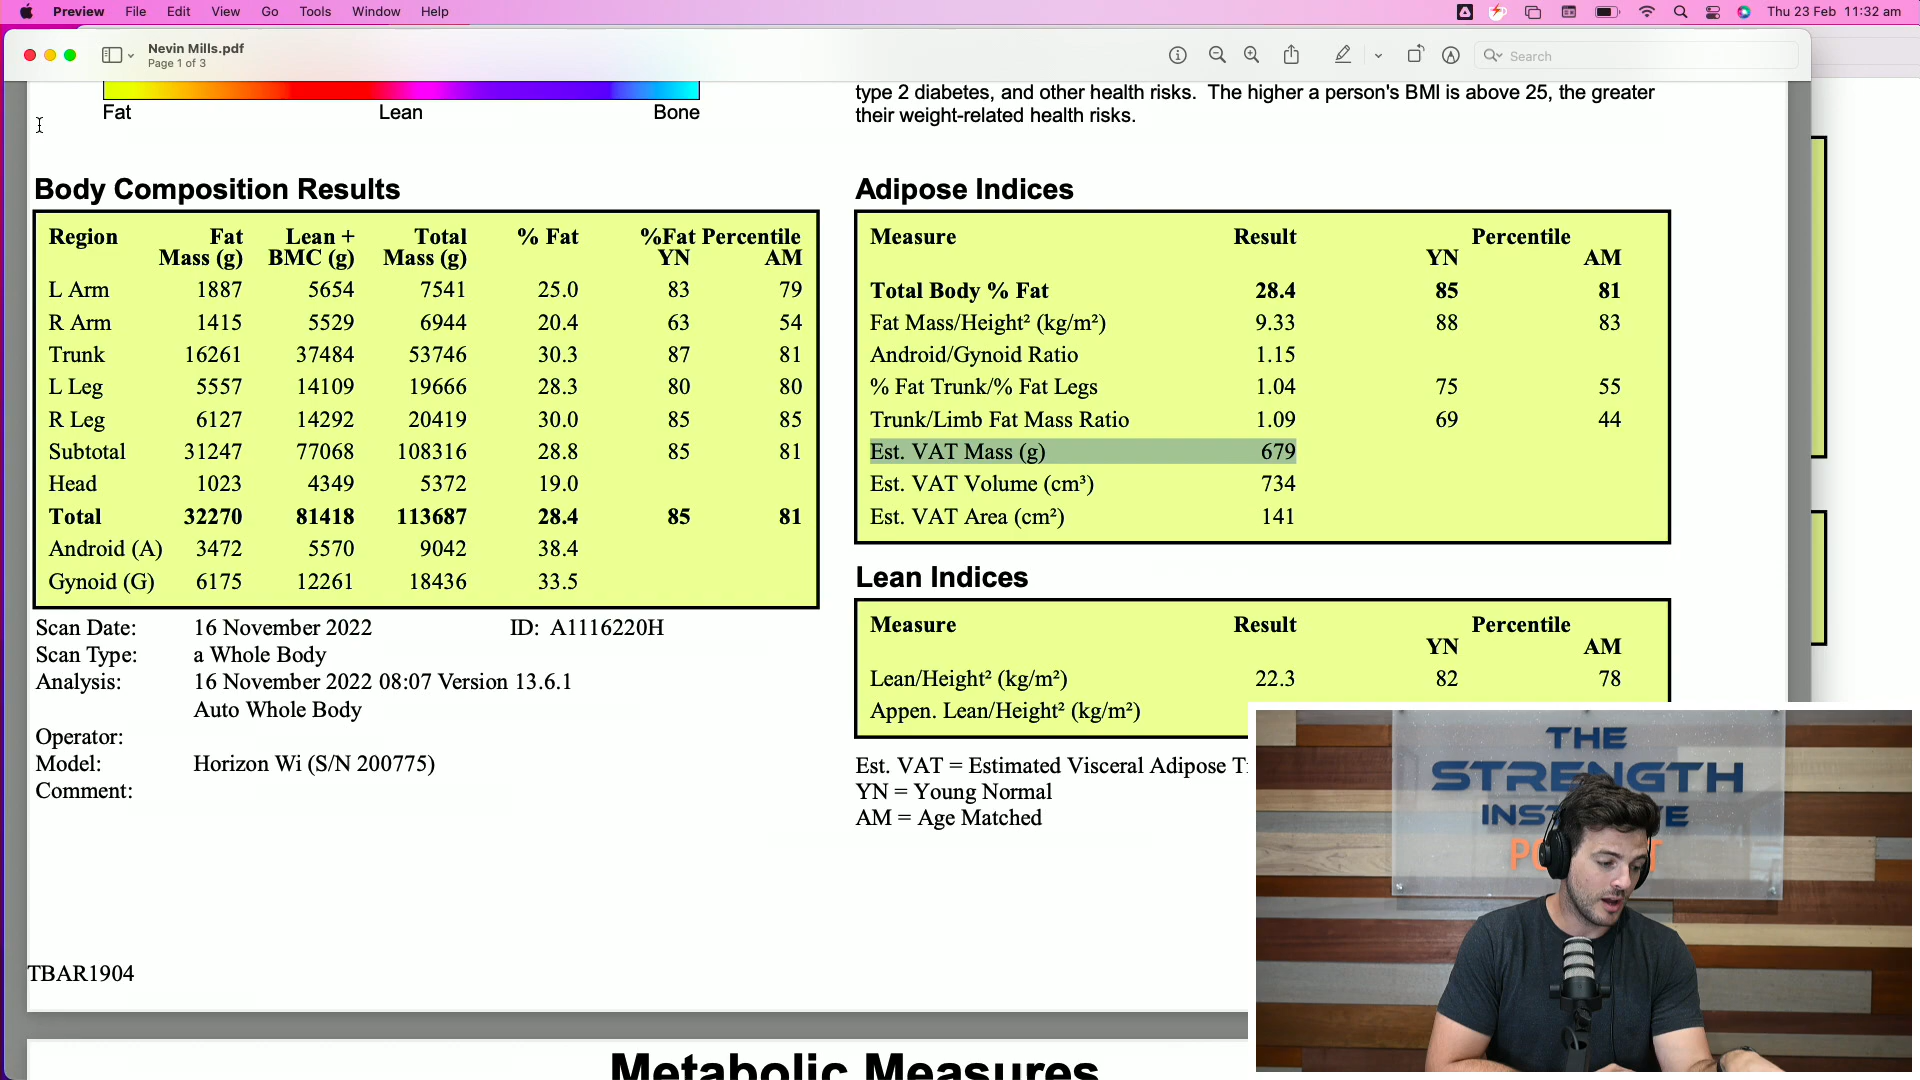 Preview File Edit View Go Tools Window Help Thu 23 Feb 11:32 am
Nevin Mills.pdf
Page 1 of 3
Search
Fat Lean Bone
type 2 diabetes, and other health risks. The higher a person's BMI is above 25, the greater
their weight-related health risks.
Body Composition Results
Region Fat Lean + Total % Fat %Fat Percentile
Mass (g) BMC (g) Mass (g) YN AM
L Arm 1887 5654 7541 25.0 83 79
R Arm 1415 5529 6944 20.4 63 54
Trunk 16261 37484 53746 30.3 87 81
L Leg 5557 14109 19666 28.3 80 80
R Leg 6127 14292 20419 30.0 85 85
Subtotal 31247 77068 108316 28.8 85 81
Head 1023 4349 5372 19.0
Total 32270 81418 113687 28.4 85 81
Android (A) 3472 5570 9042 38.4
Gynoid (G) 6175 12261 18436 33.5
Scan Date: 16 November 2022 ID: A1116220H
Scan Type: a Whole Body
Analysis: 16 November 2022 08:07 Version 13.6.1
Auto Whole Body
Operator:
Model: Horizon Wi (S/N 200775)
Comment:
TBAR1904
Adipose Indices
Measure Result Percentile
YN AM
Total Body % Fat 28.4 85 81
Fat Mass/Height² (kg/m²) 9.33 88 83
Android/Gynoid Ratio 1.15
% Fat Trunk/% Fat Legs 1.04 75 55
Trunk/Limb Fat Mass Ratio 1.09 69 44
Est. VAT Mass (g) 679
Est. VAT Volume (cm³) 734
Est. VAT Area (cm²) 141
Lean Indices
Measure Result Percentile
YN AM
Lean/Height² (kg/m²) 22.3 82 78
Appen. Lean/Height² (kg/m²)
Est. VAT = Estimated Visceral Adipose
YN = Young Normal
AM = Age Matched
THE
STRENGTH
Metabolic Measures